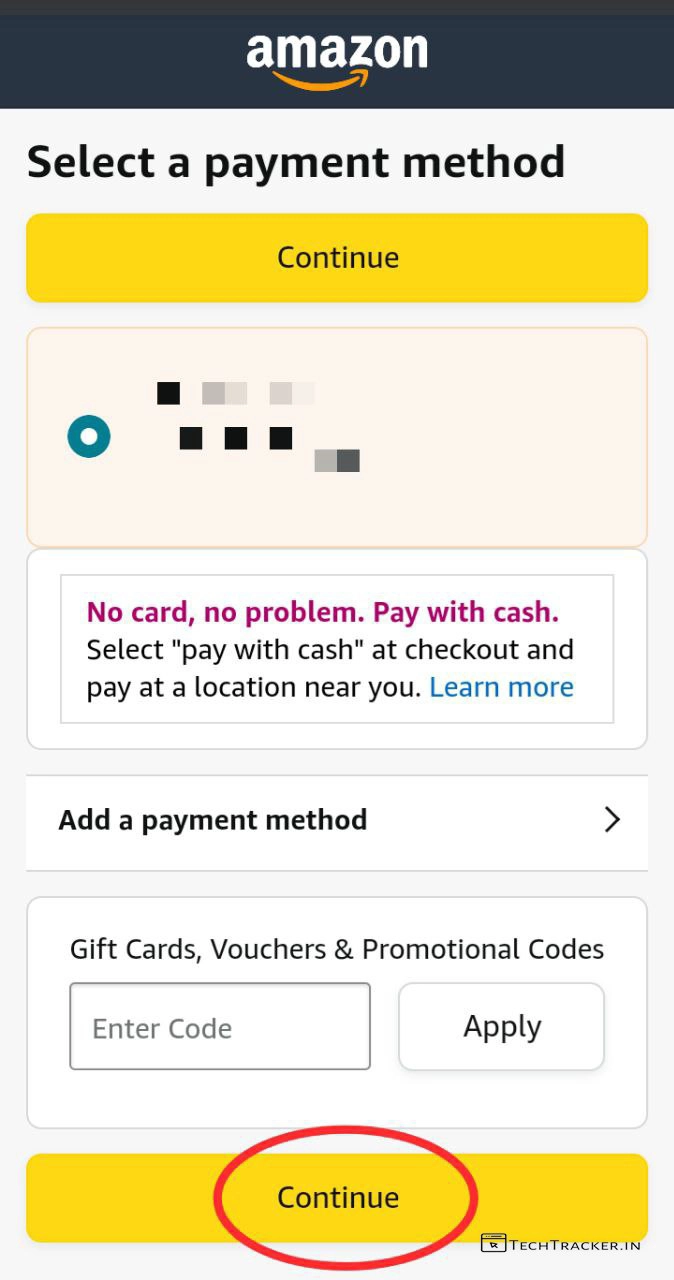 amazon
Select a payment method
Continue
No card, no problem. Pay with cash.
Select "pay with cash" at checkout and
pay at a location near you. Learn more
Add a payment method
Gift Cards, Vouchers & Promotional Codes
Enter Code
Apply
Continue
TECHTRACKER.IN